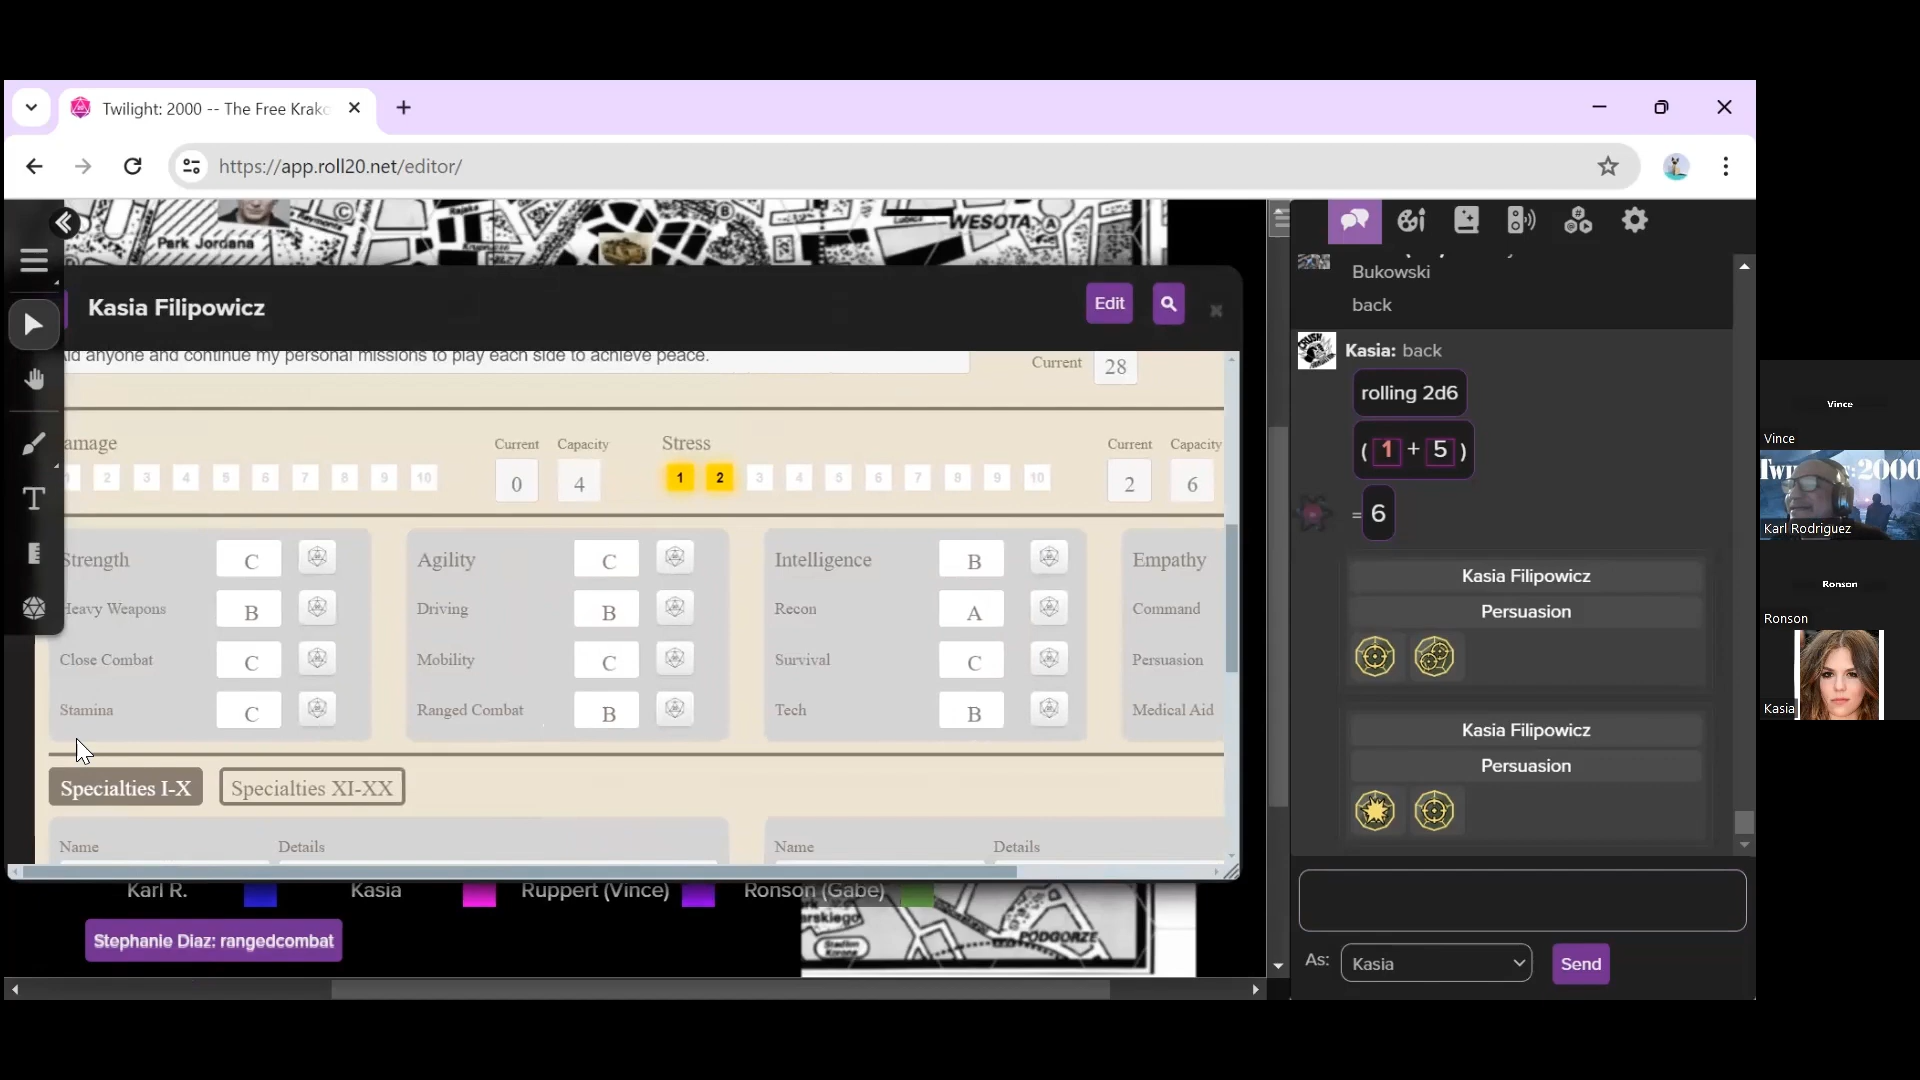 Twilight: 2000 -- The Free Krakc
https://app.roll20.net/editor/
Park Jordana
WESOŁA
Kasia Filipowicz
Edit
id anyone and continue my personal missions to play each side to achieve peace.
Current
28
amage
2 3 4 5 6 7 8 9 10
Current
0
Capacity
4
Stress
1 2 3 4 5 6 7 8 9 10
Current
2
Capacity
6
Strength C
Heavy Weapons B
Close Combat C
Stamina C
Agility C
Driving B
Mobility C
Ranged Combat B
Intelligence B
Recon A
Survival C
Tech B
Empathy
Command
Persuasion
Medical Aid
Specialties I-X
Specialties XI-XX
Name
Details
Name
Details
Karl R.
Kasia
Ruppert (Vince)
Ronson (Gabe)
Stephanie Diaz: rangedcombat
PODGORZE
Bukowski
back
Kasia: back
rolling 2d6
( 1 + 5 )
= 6
Kasia Filipowicz
Persuasion
Kasia Filipowicz
Persuasion
As:
Kasia
Send
Vince
Vince
Karl Rodriguez
Ronson
Ronson
Kasia